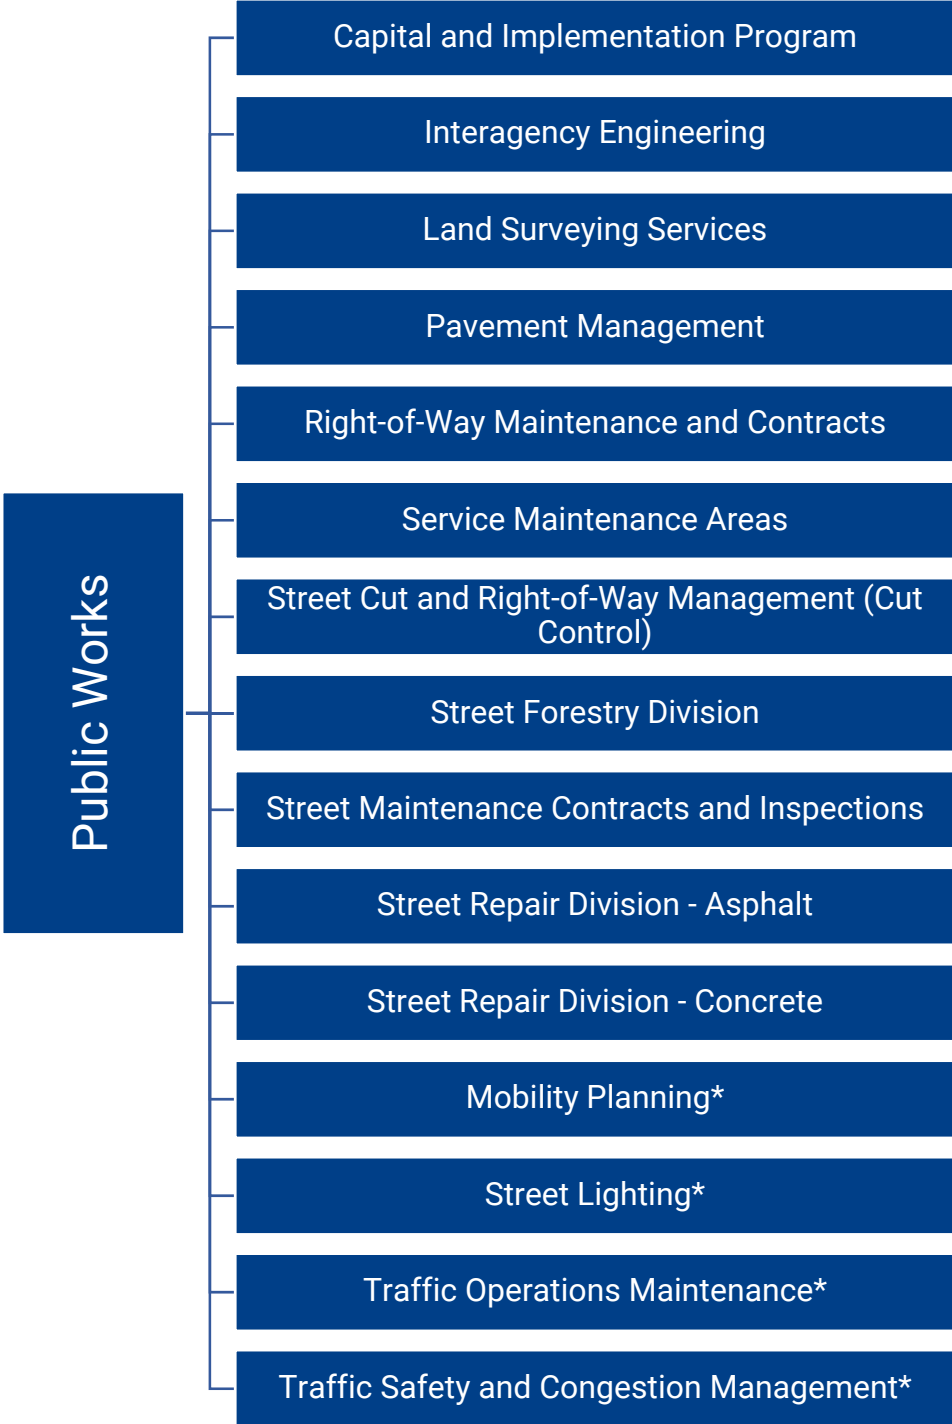 Capital and Implementation Program
Interagency Engineering
Land Surveying Services
Pavement Management
Right-of-Way Maintenance and Contracts
Service Maintenance Areas
Street Cut and Right-of-Way Management (Cut
Control)
Public Works
Street Forestry Division
Street Maintenance Contracts and Inspections
Street Repair Division - Asphalt
Street Repair Division - Concrete
Mobility Planning*
Street Lighting*
Traffic Operations Maintenance*
Traffic Safety and Congestion Management*